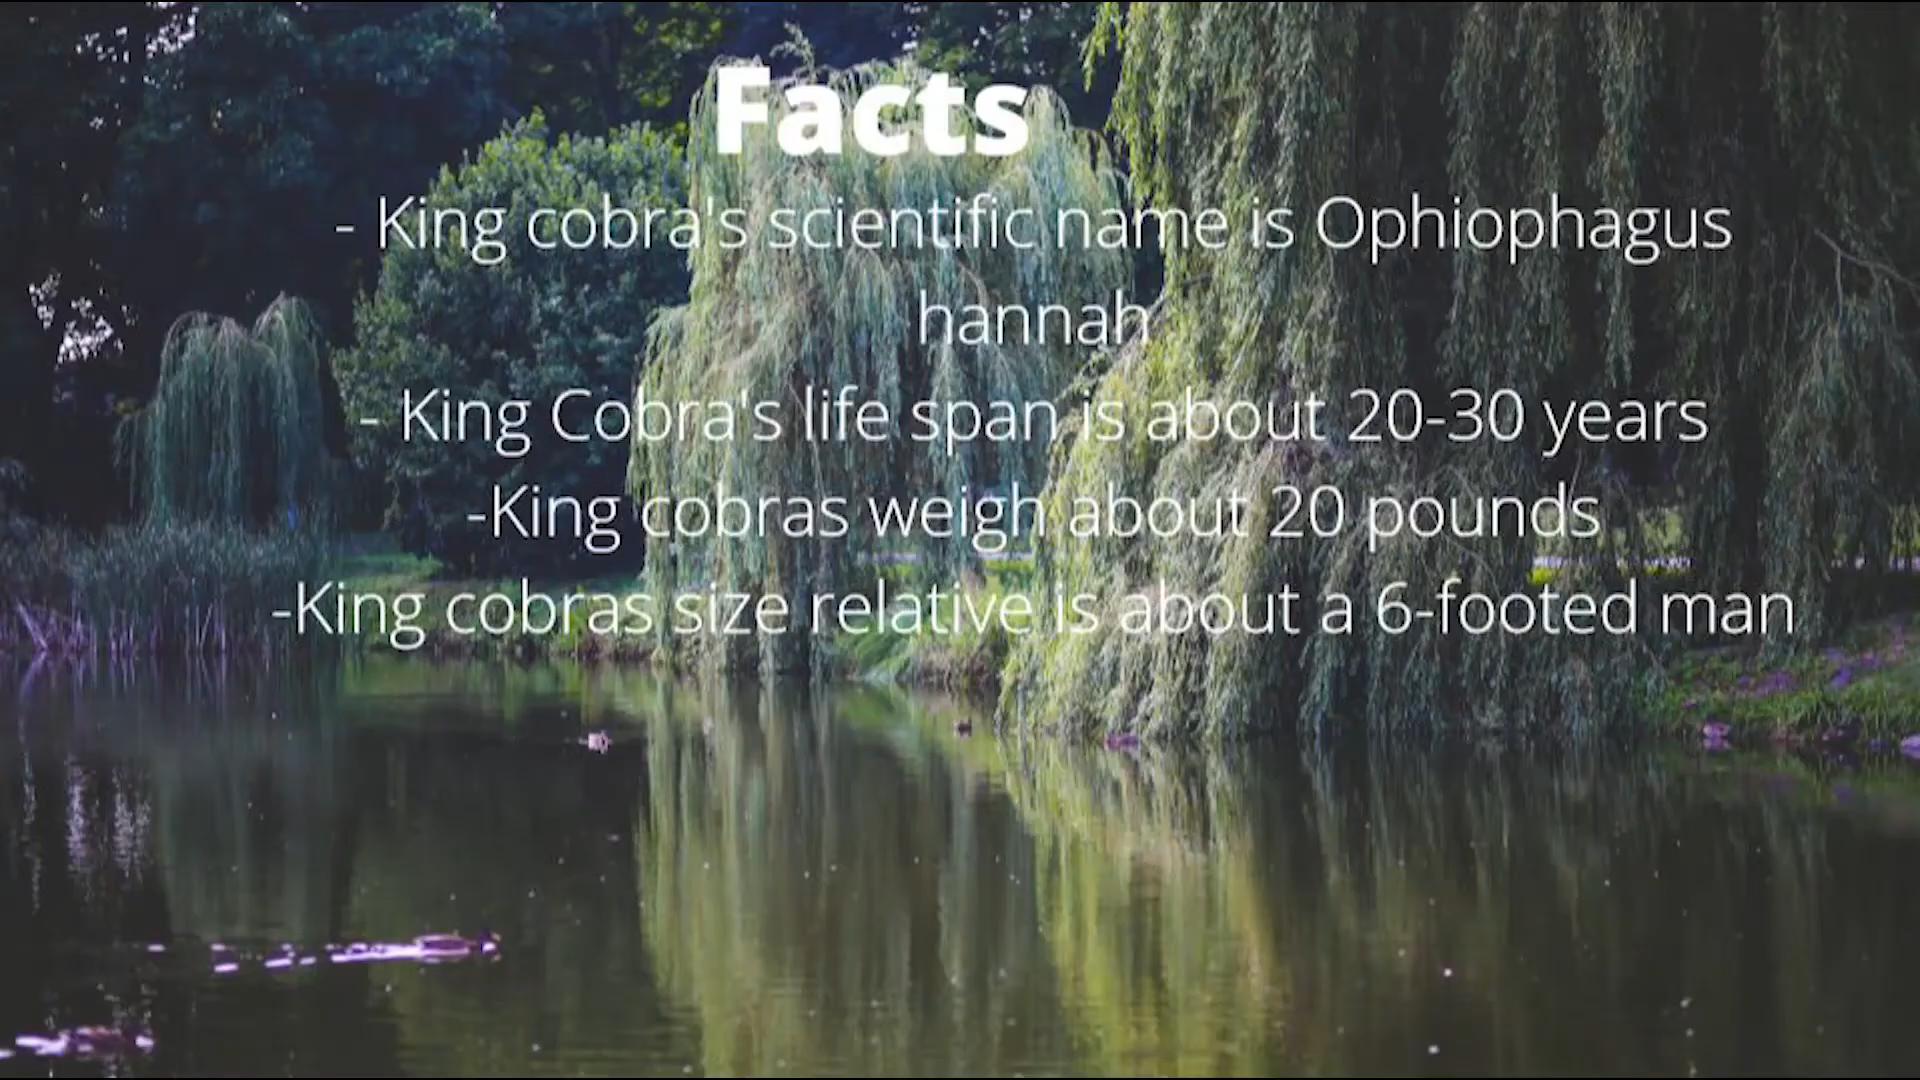 Facts
- King cobra's scientific name is Ophiophagus
hannah
- King Cobra's life span is about 20-30 years
-King cobras weigh about 20 pounds
-King cobras size relative is about a 6-footed man